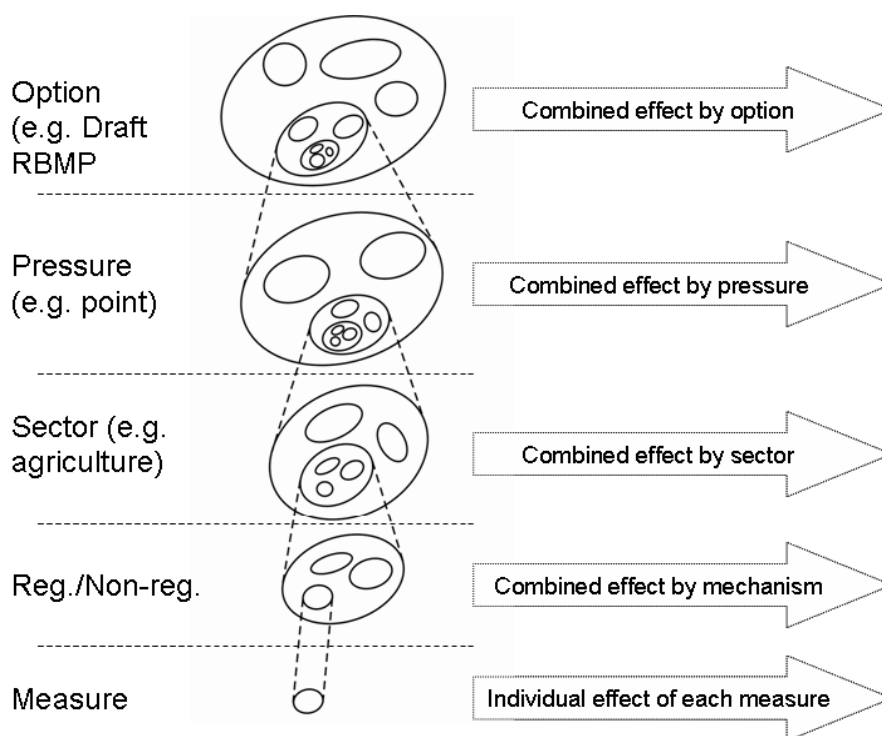 Option
(e.g. Draft
RBMP
Combined effect by option
Pressure
(e.g. point)
Combined effect by pressure
Sector (e.g.
agriculture)
Combined effect by sector
Reg./Non-reg.
Combined effect by mechanism
Measure
Individual effect of each measure